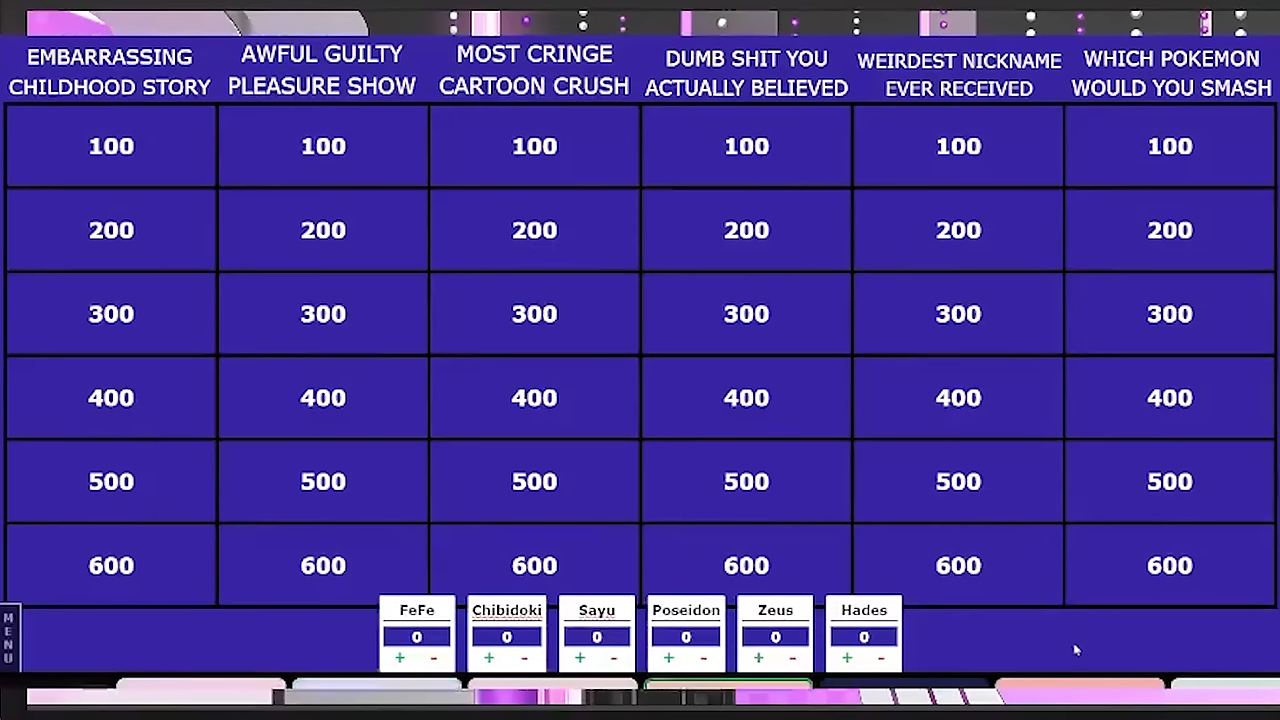 EMBARRASSING
CHILDHOOD STORY
AWFUL GUILTY
PLEASURE SHOW
MOST CRINGE
CARTOON CRUSH
DUMB SHIT YOU
ACTUALLY BELIEVED
WEIRDEST NICKNAME
EVER RECEIVED
WHICH POKEMON
WOULD YOU SMASH
100 100 100 100 100 100
200 200 200 200 200 200
300 300 300 300 300 300
400 400 400 400 400 400
500 500 500 500 500 500
600 600 600 600 600 600
MENU
FeFe Chibidoki Sayu Poseidon Zeus Hades
0 0 0 0 0 0
+ - + - + - + - + - + -